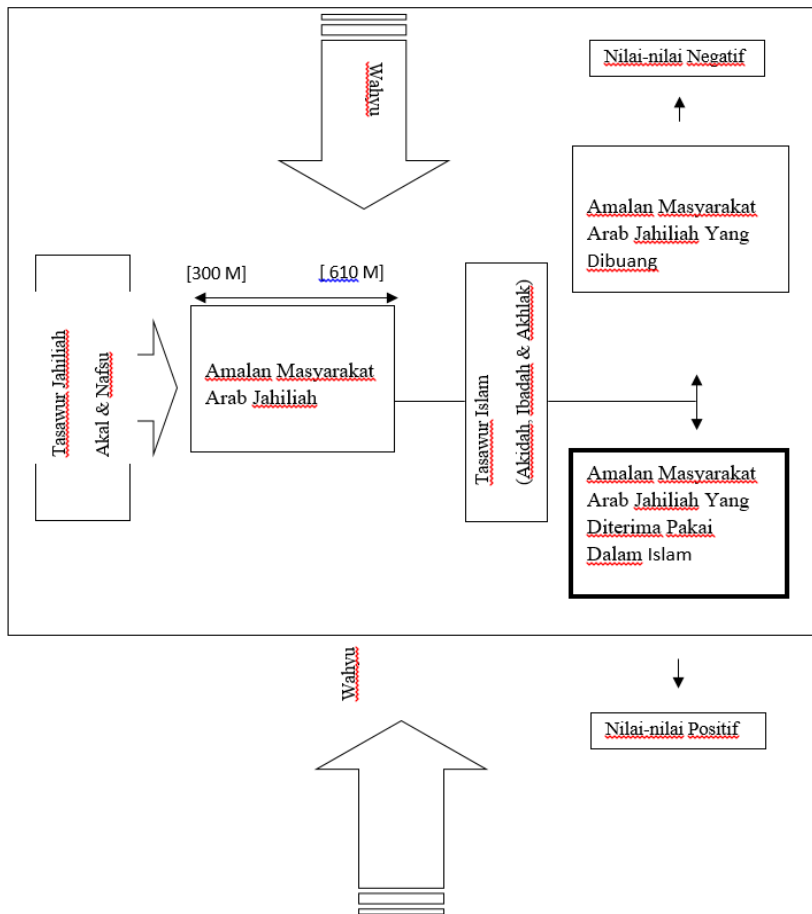 Wahyu
Nilai-nilai Negatif
Amalan Masyarakat
Arab Jahiliah Yang
Dibuang
[300 M]
[ 610 M]
Tasawur Jahiliah
Akal & Nafsu
Amalan Masyarakat
Arab Jahiliah
Tasawur Islam
(Akidah, Ibadah & Akhlak)
Amalan Masyarakat
Arab Jahiliah Yang
Diterima Pakai
Dalam Islam
Wahyu
Nilai-nilai Positif